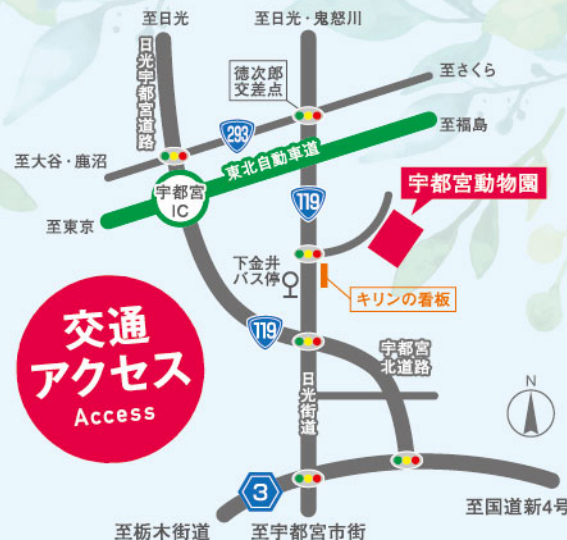 至日光
至日光・鬼怒川
日光宇都宮道路
徳次郎
交差点
至さくら
293
東北自動車道
至福島
至大谷・鹿沼
宇都宮
IC
119
宇都宮動物園
至東京
下金井
バス停
キリンの看板
交通
アクセス
Access
119
宇都宮
北道路
日光街道
N
3
至国道新4号
至栃木街道
至宇都宮市街